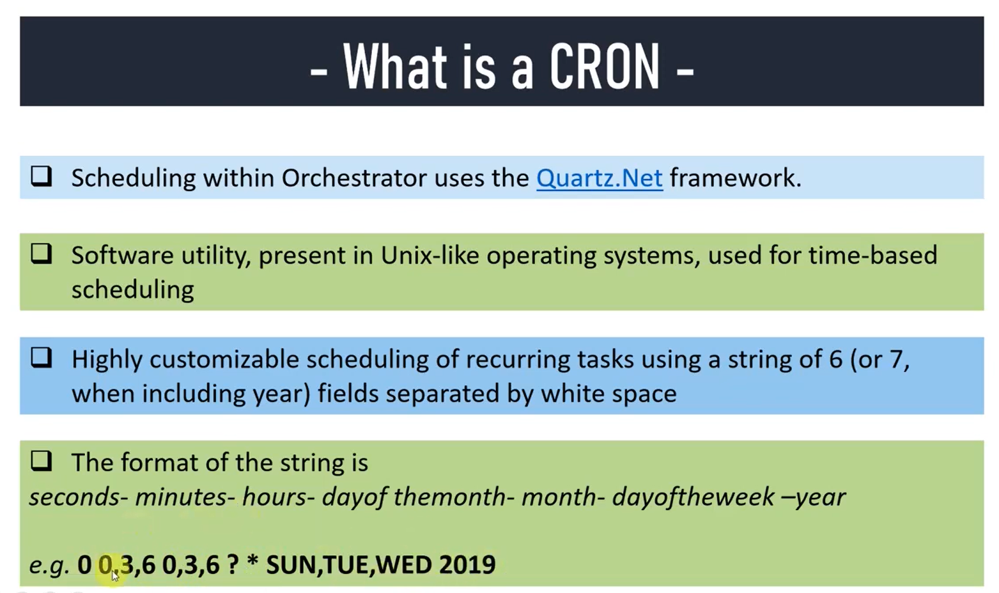 - What is a CRON -
Scheduling within Orchestrator uses the Quartz.Net framework.
Software utility, present in Unix-like operating systems, used for time-based
scheduling
Highly customizable scheduling of recurring tasks using a string of 6 (or 7,
when including year) fields separated by white space
The format of the string is
seconds- minutes- hours- dayof themonth- month- dayoftheweek –year
e.g. 0 0,3,6 0,3,6 ? * SUN,TUE,WED 2019